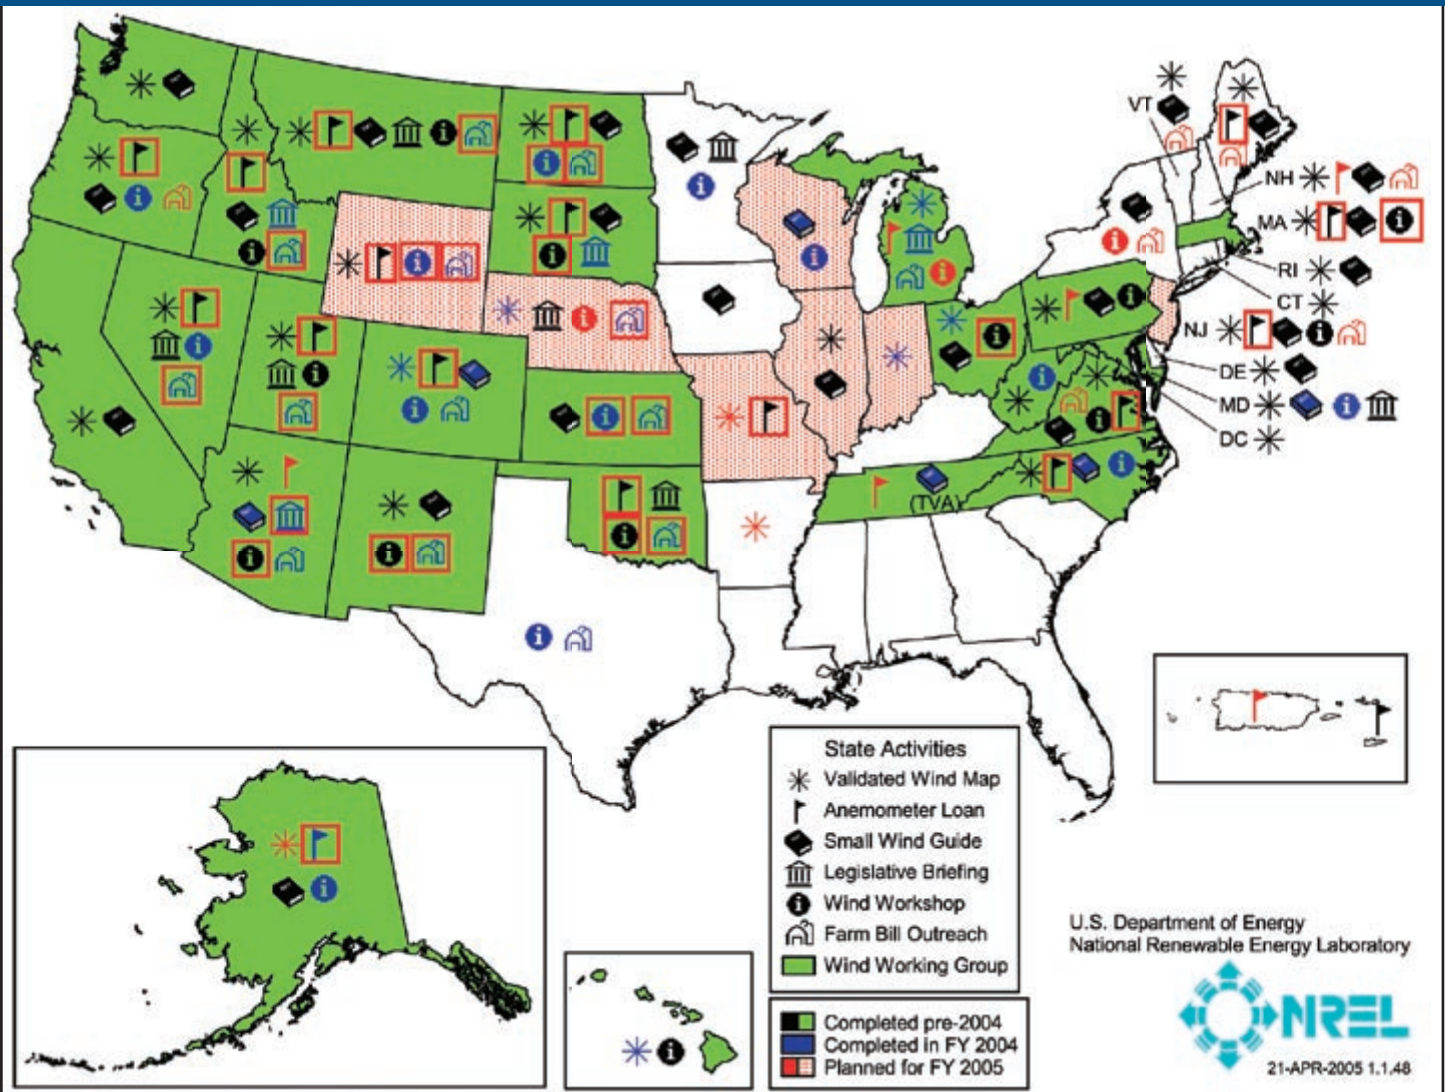 VT
NH
MA
RI
CT
NJ
DE
MD
DC
(TVA)
State Activities
Validated Wind Map
Anemometer Loan
Small Wind Guide
Legislative Briefing
Wind Workshop
Farm Bill Outreach
Wind Working Group
Completed pre-2004
Completed in FY 2004
Planned for FY 2005
U.S. Department of Energy
National Renewable Energy Laboratory
NREL
21-APR-2005 1.1.48